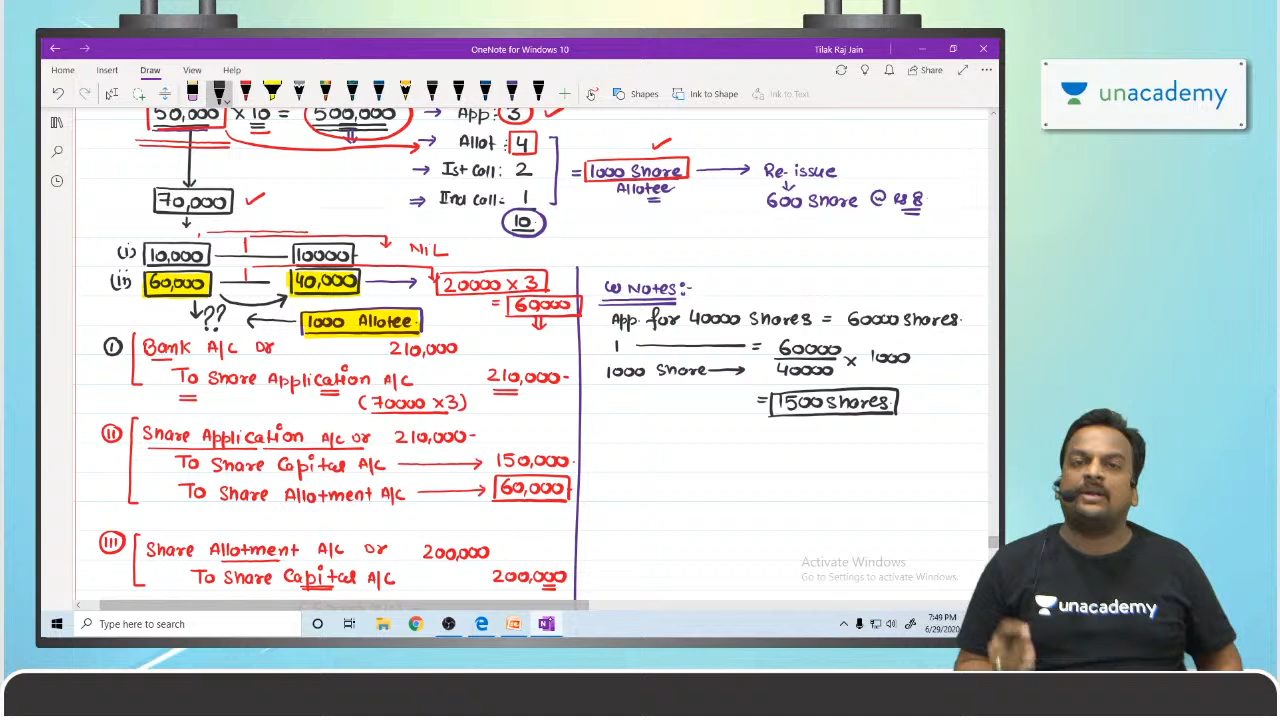 OneNote for Windows 10
Tilak Raj Jain
Home Insert Draw View Help
Share
Shapes
Ink to Shape
Ink to Text
50,000 × 10 = 500,000 → App: 3 ✓
→ Allot: 4
→ Ist Call: 2
⇒ IInd Call: 1
10
= 1000 Share
Allotee
→ Re-issue
600 Share @ Rs 8
70,000 ✓
(i) 10,000 — 10000 NiL
(ii) 60,000 — 40,000 → 20000 × 3
= 60000
??
1000 Allotee
I Bank A/C Dr 210,000
To Share Application A/C 210,000-
(70000 ×3)
II Share Application A/C Dr 210,000-
To Share Capital A/C → 150,000-
To Share Allotment A/C → 60,000-
III Share Allotment A/C Dr 200,000
To Share Capital A/C 200,000
W Notes:-
App. for 40000 Shares = 60000 shares.
1 — = 60000/40000 × 1000
1000 Share →
= 1500 shares.
Activate Windows
Go to Settings to activate Windows.
Type here to search
7:49 PM
6/29/2020
unacademy
unacademy